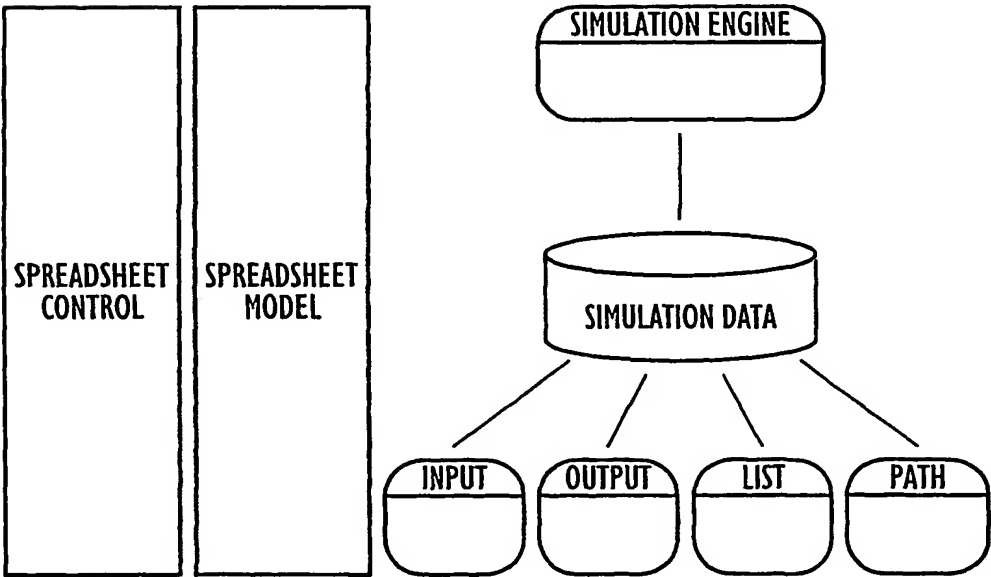 SIMULATION ENGINE
SPREADSHEET
CONTROL
SPREADSHEET
MODEL
SIMULATION DATA
INPUT
OUTPUT
LIST
PATH